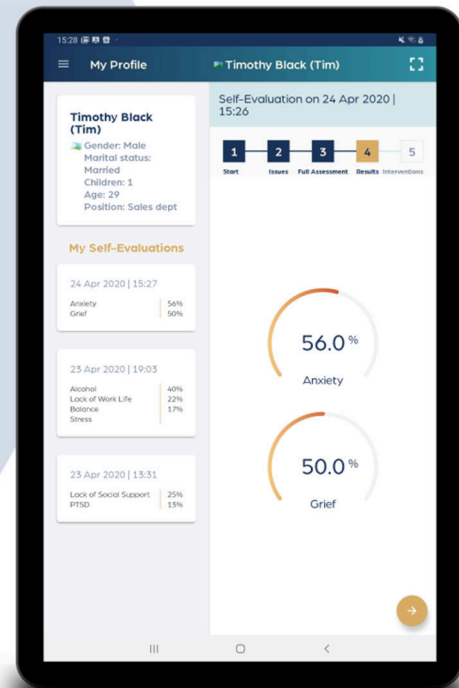 15:28
My Profile
Timothy Black (Tim)
Timothy Black
(Tim)
Gender: Male
Marital status:
Married
Children: 1
Age: 29
Position: Sales dept
My Self-Evaluations
24 Apr 2020 | 15:27
Anxiety 56%
Grief 50%
23 Apr 2020 | 19:03
Alcohol 40%
Lack of Work Life 22%
Balance 17%
Stress
23 Apr 2020 | 13:31
Lack of Social Support 25%
PTSD 13%
Self-Evaluation on 24 Apr 2020 |
15:26
1 2 3 4 5
Start Issues Full Assessment Results Interventions
56.0 %
Anxiety
50.0 %
Grief